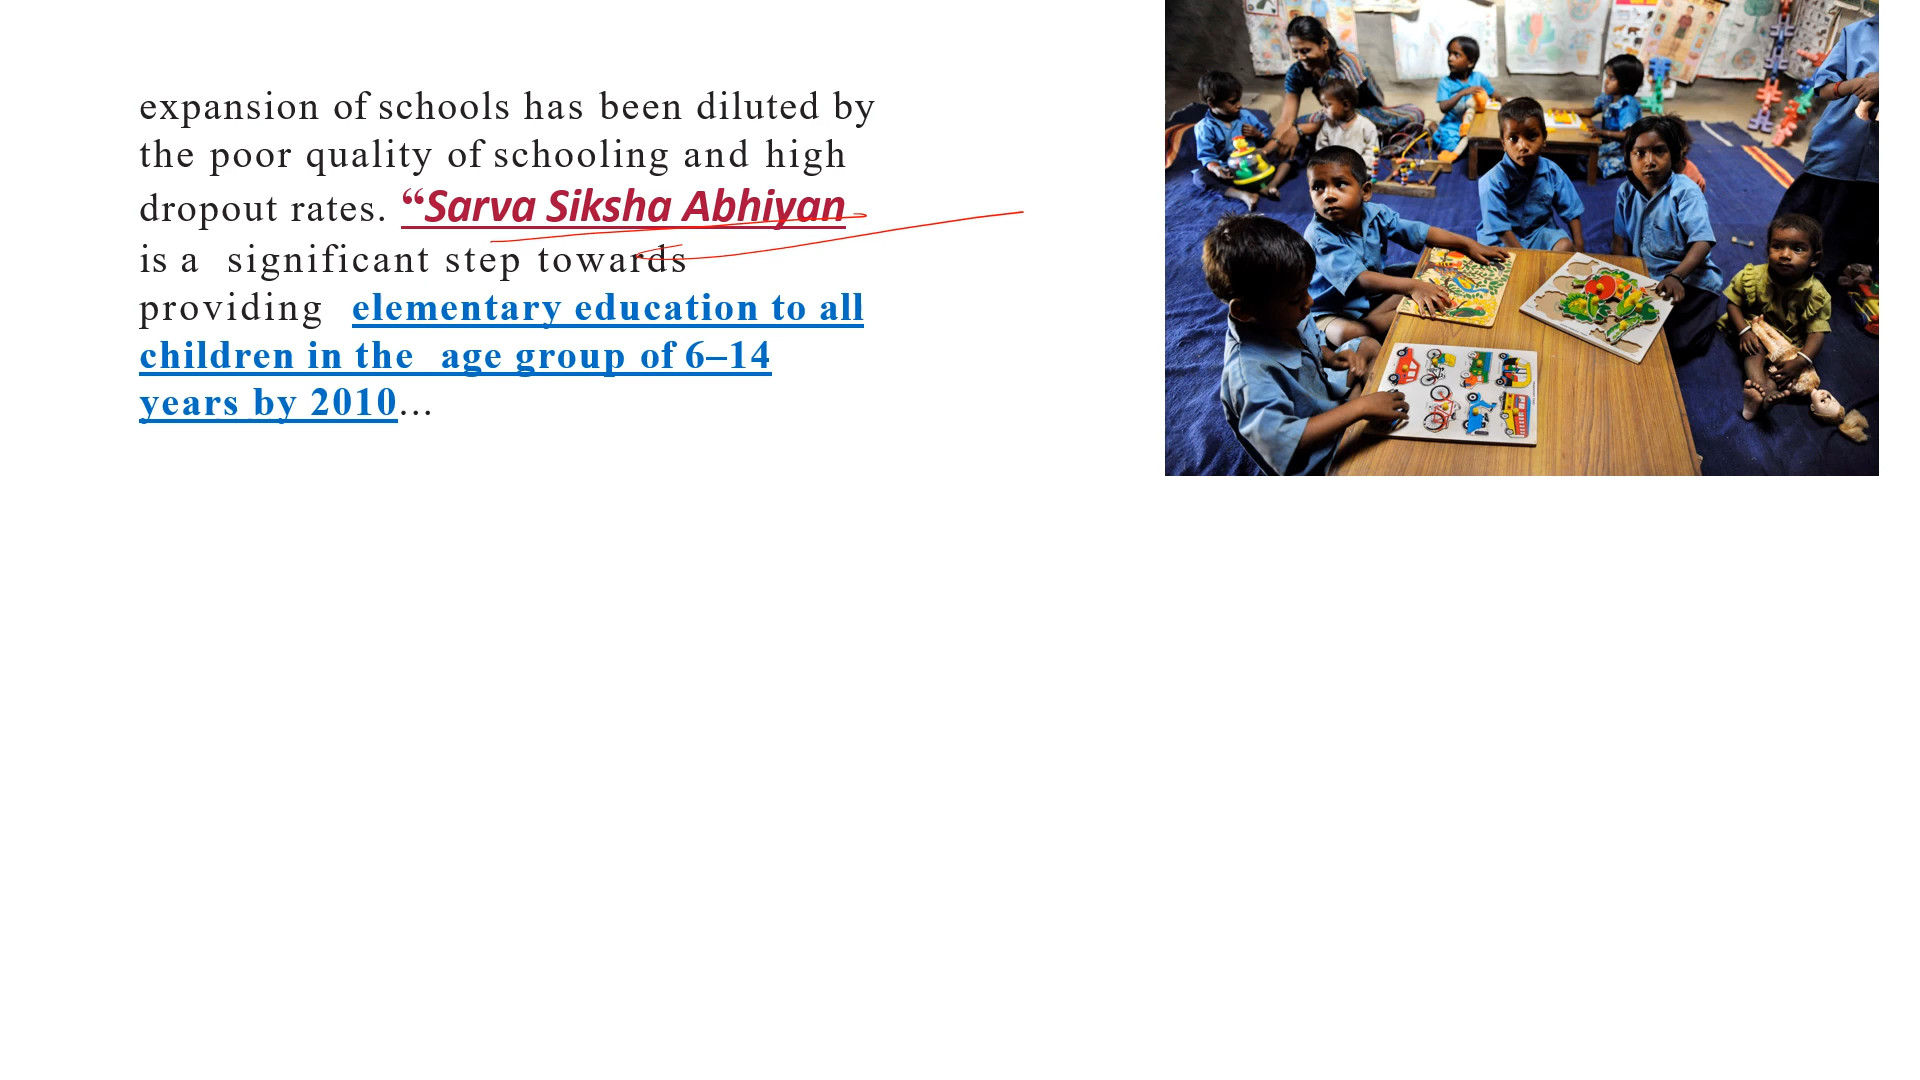 expansion of schools has been diluted by
the poor quality of schooling and high
dropout rates. “Sarva Siksha Abhiyan
is a significant step towards
providing elementary education to all
children in the age group of 6–14
years by 2010...